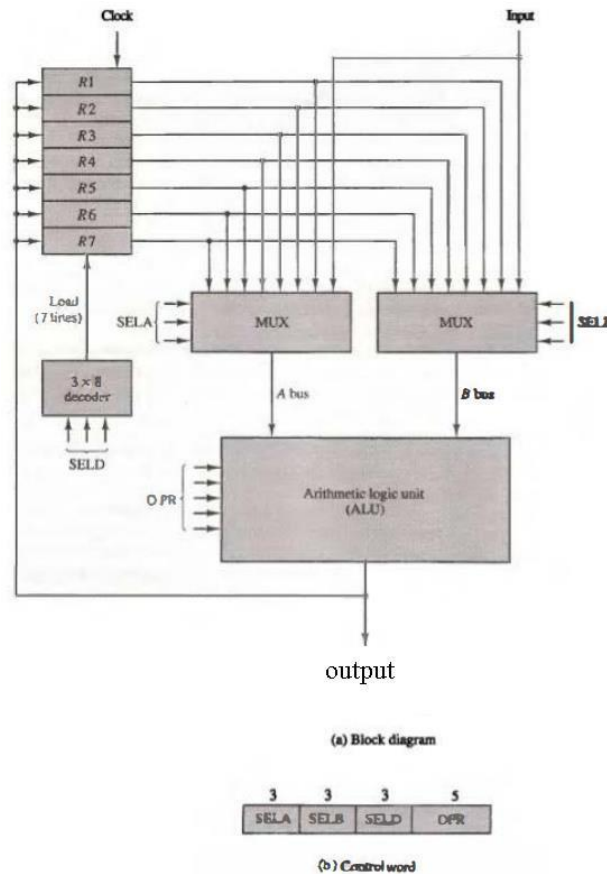 Clock Input
R1
R2
R3
R4
R5
R6
R7
Load
(7 lines)
SELA
MUX
MUX
3 × 8
decoder
A bus
B bus
SELD
OPR
Arithmetic logic unit
(ALU)
output
(a) Block diagram
3 3 3 5
SELA SELB SELD OPR
(b) Control word